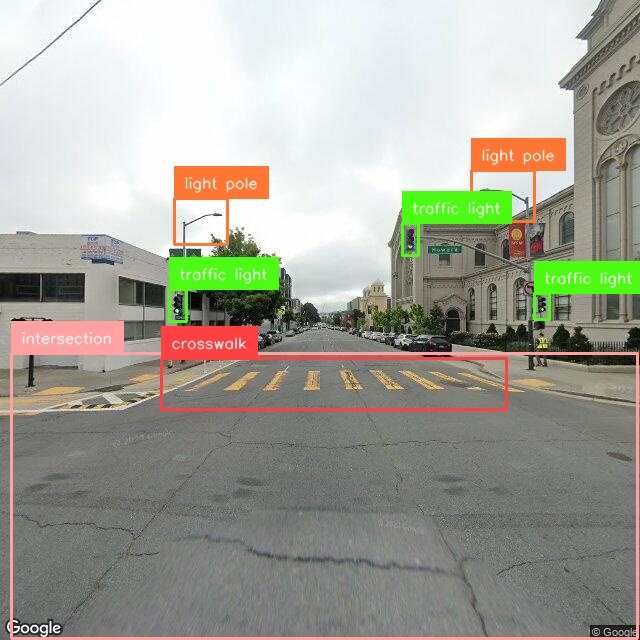 light pole
light pole
traffic light
Howard
traffic light
traffic light
intersection
crosswalk
Google
© Google